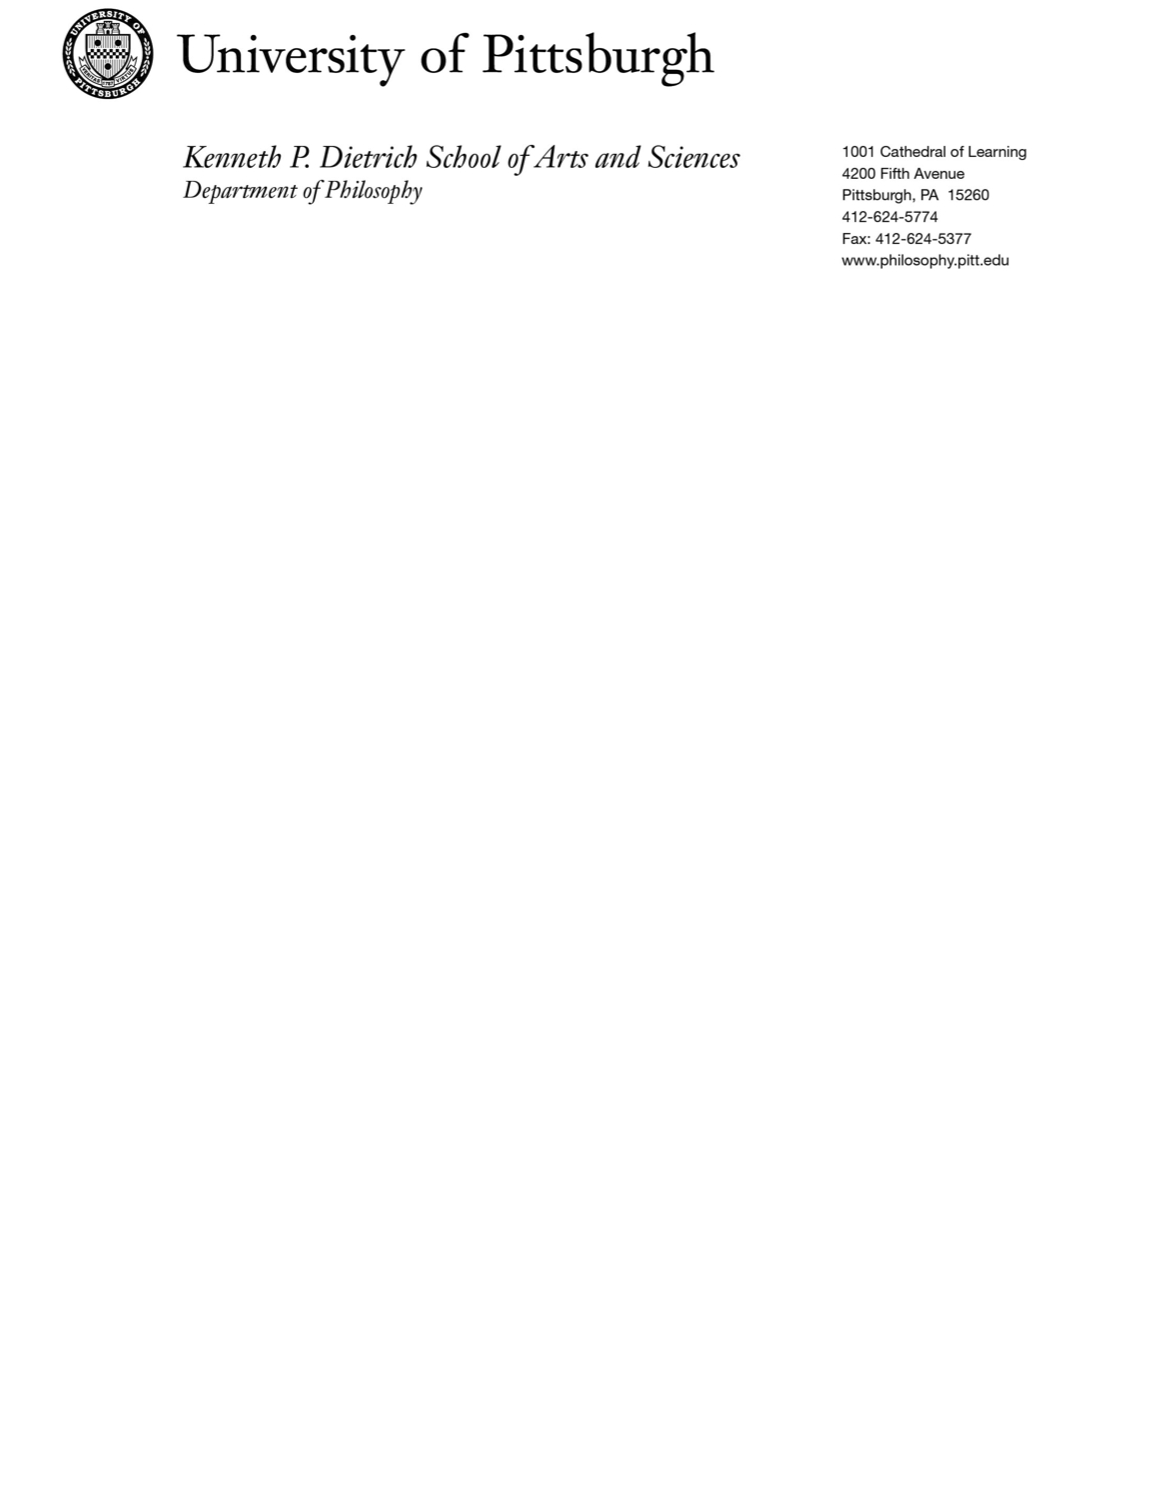 UNIVERSITY OF
PITTSBURGH
University of Pittsburgh
Kenneth P. Dietrich School of Arts and Sciences
Department of Philosophy
1001 Cathedral of Learning
4200 Fifth Avenue
Pittsburgh, PA  15260
412-624-5774
Fax: 412-624-5377
www.philosophy.pitt.edu